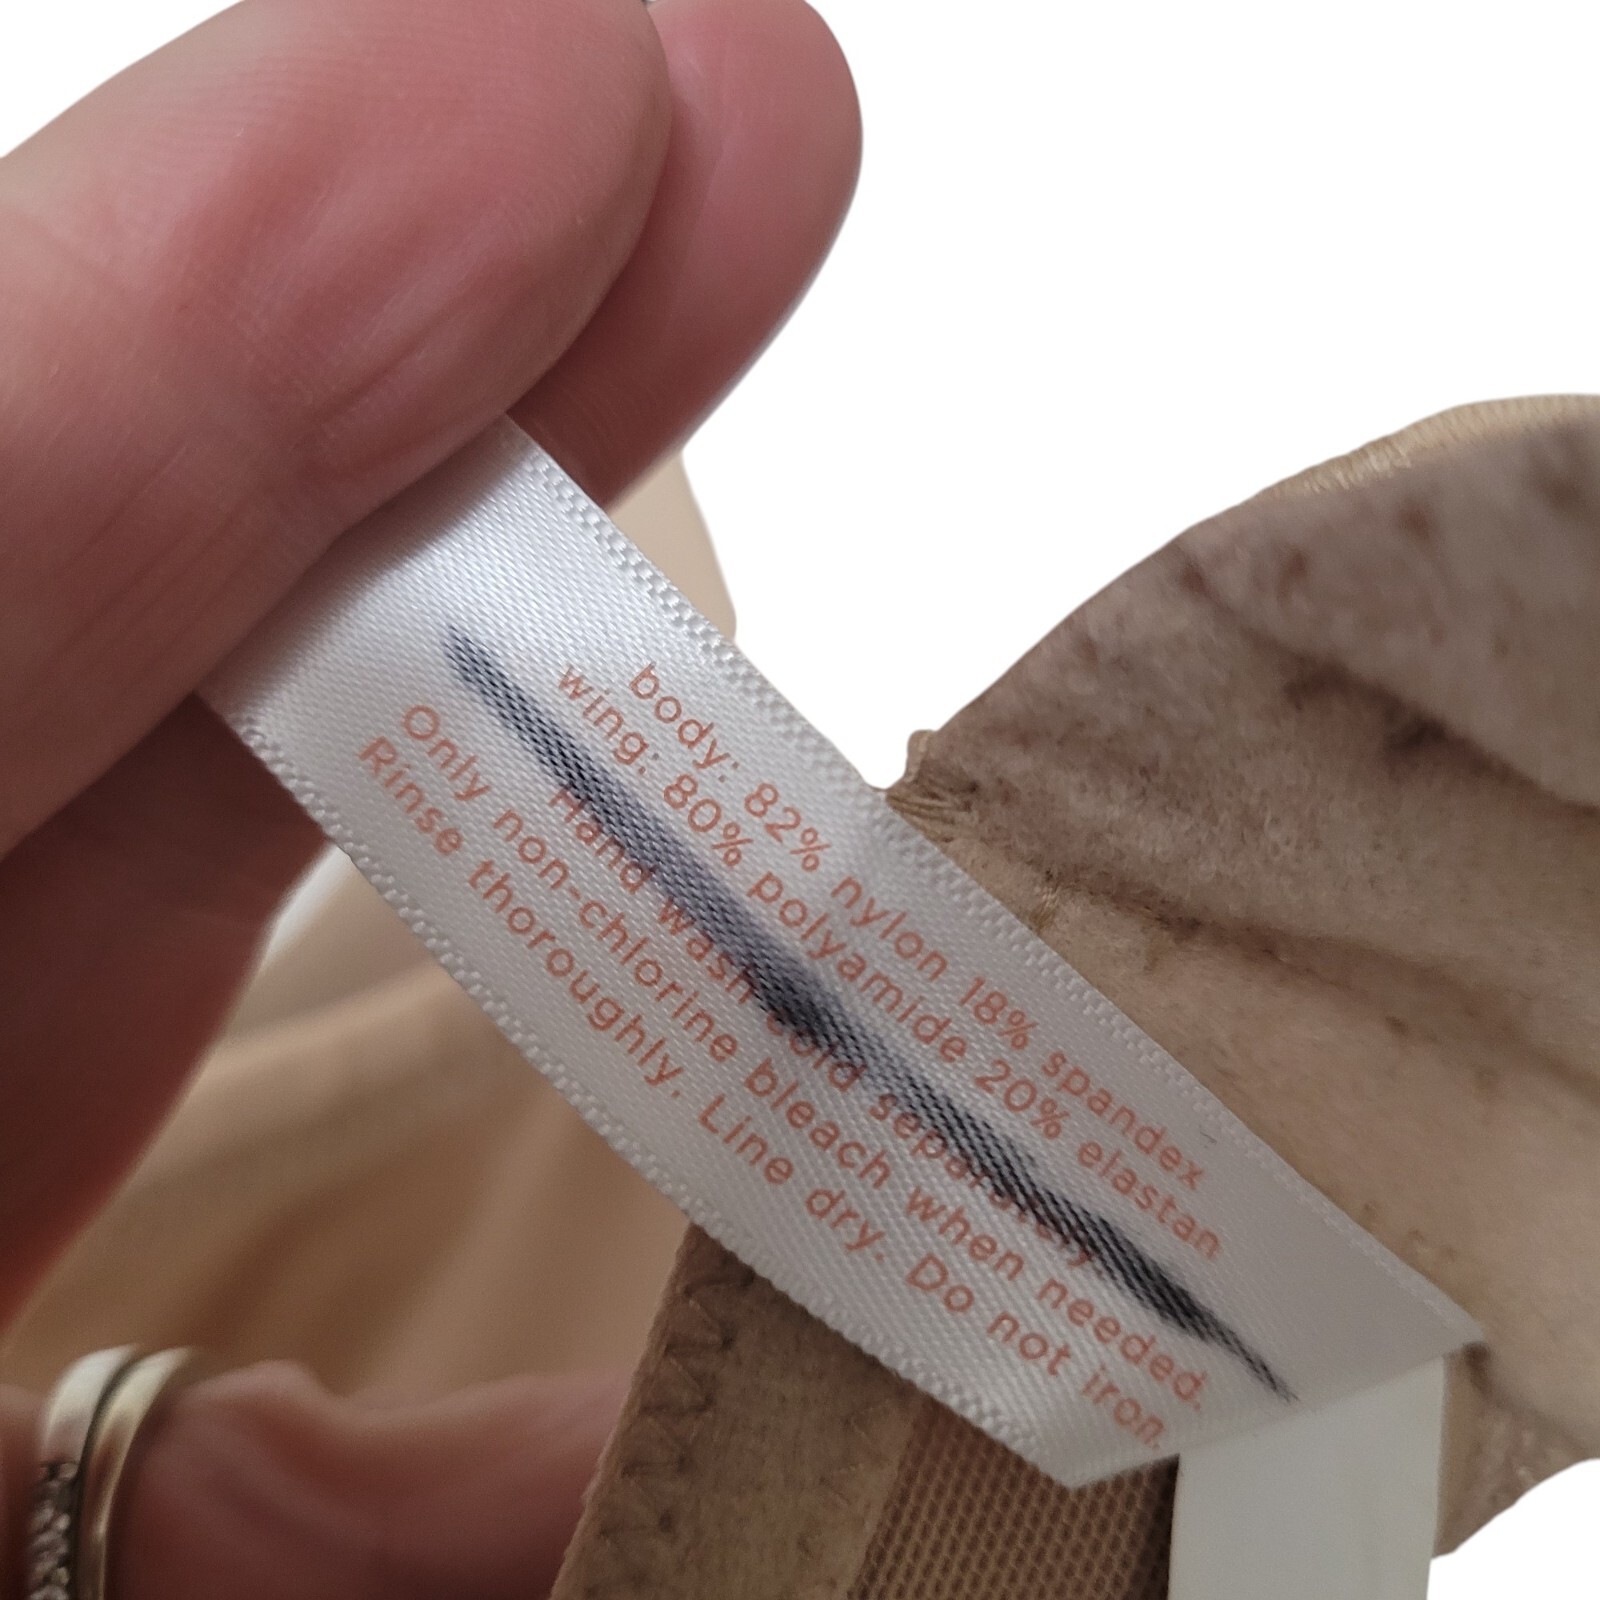 body: 82% nylon 18% spandex
wing: 80% polyamide 20% elastan
Hand wash cold separately
Only non-chlorine bleach when needed.
Rinse thoroughly. Line dry. Do not iron.